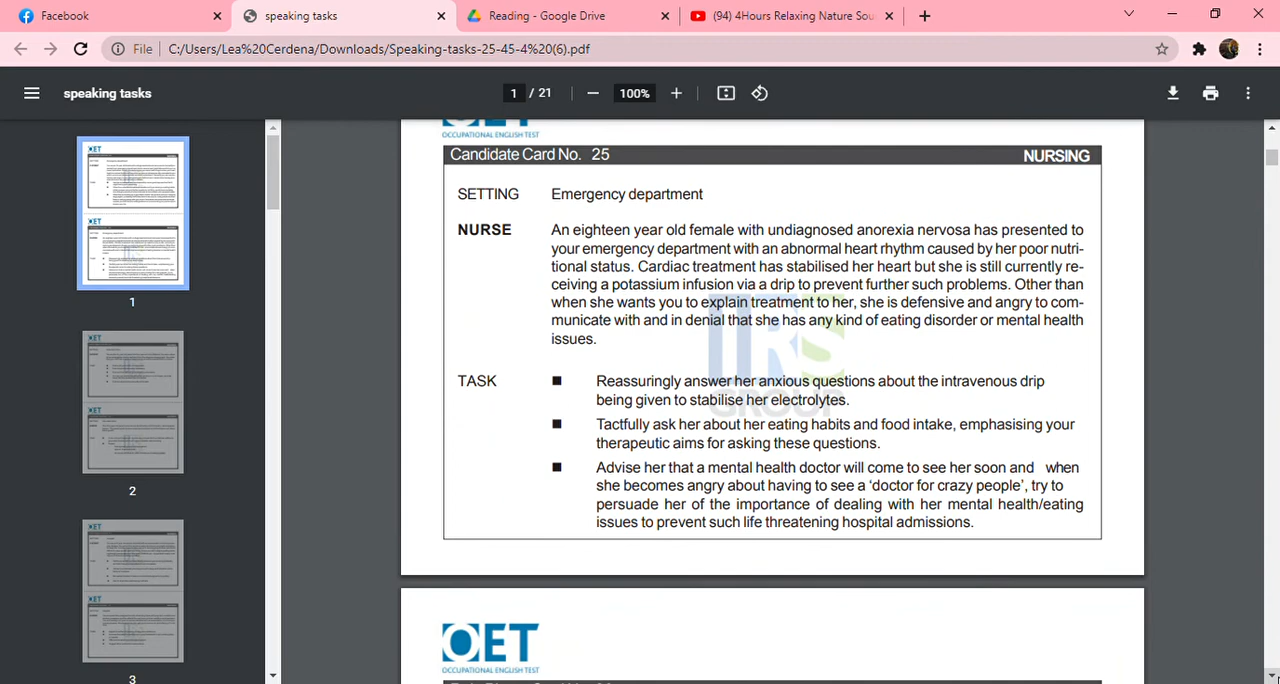 Facebook
speaking tasks
Reading - Google Drive
(94) 4Hours Relaxing Nature Sou
File C:/Users/Lea%20Cerdena/Downloads/Speaking-tasks-25-45-4%20(6).pdf
speaking tasks
1 / 21
100%
OCCUPATIONAL ENGLISH TEST
Candidate Card No. 25 NURSING
SETTING Emergency department
NURSE An eighteen year old female with undiagnosed anorexia nervosa has presented to
your emergency department with an abnormal heart rhythm caused by her poor nutri-
tional status. Cardiac treatment has stabilised her heart but she is still currently re-
ceiving a potassium infusion via a drip to prevent further such problems. Other than
when she wants you to explain treatment to her, she is defensive and angry to com-
municate with and in denial that she has any kind of eating disorder or mental health
issues.
TASK ■ Reassuringly answer her anxious questions about the intravenous drip
being given to stabilise her electrolytes.
■ Tactfully ask her about her eating habits and food intake, emphasising your
therapeutic aims for asking these questions.
■ Advise her that a mental health doctor will come to see her soon and when
she becomes angry about having to see a ‘doctor for crazy people’, try to
persuade her of the importance of dealing with her mental health/eating
issues to prevent such life threatening hospital admissions.
IRS
GROUP
OET
OCCUPATIONAL ENGLISH TEST
OET
OET
1
OET
OET
2
OET
OET
3